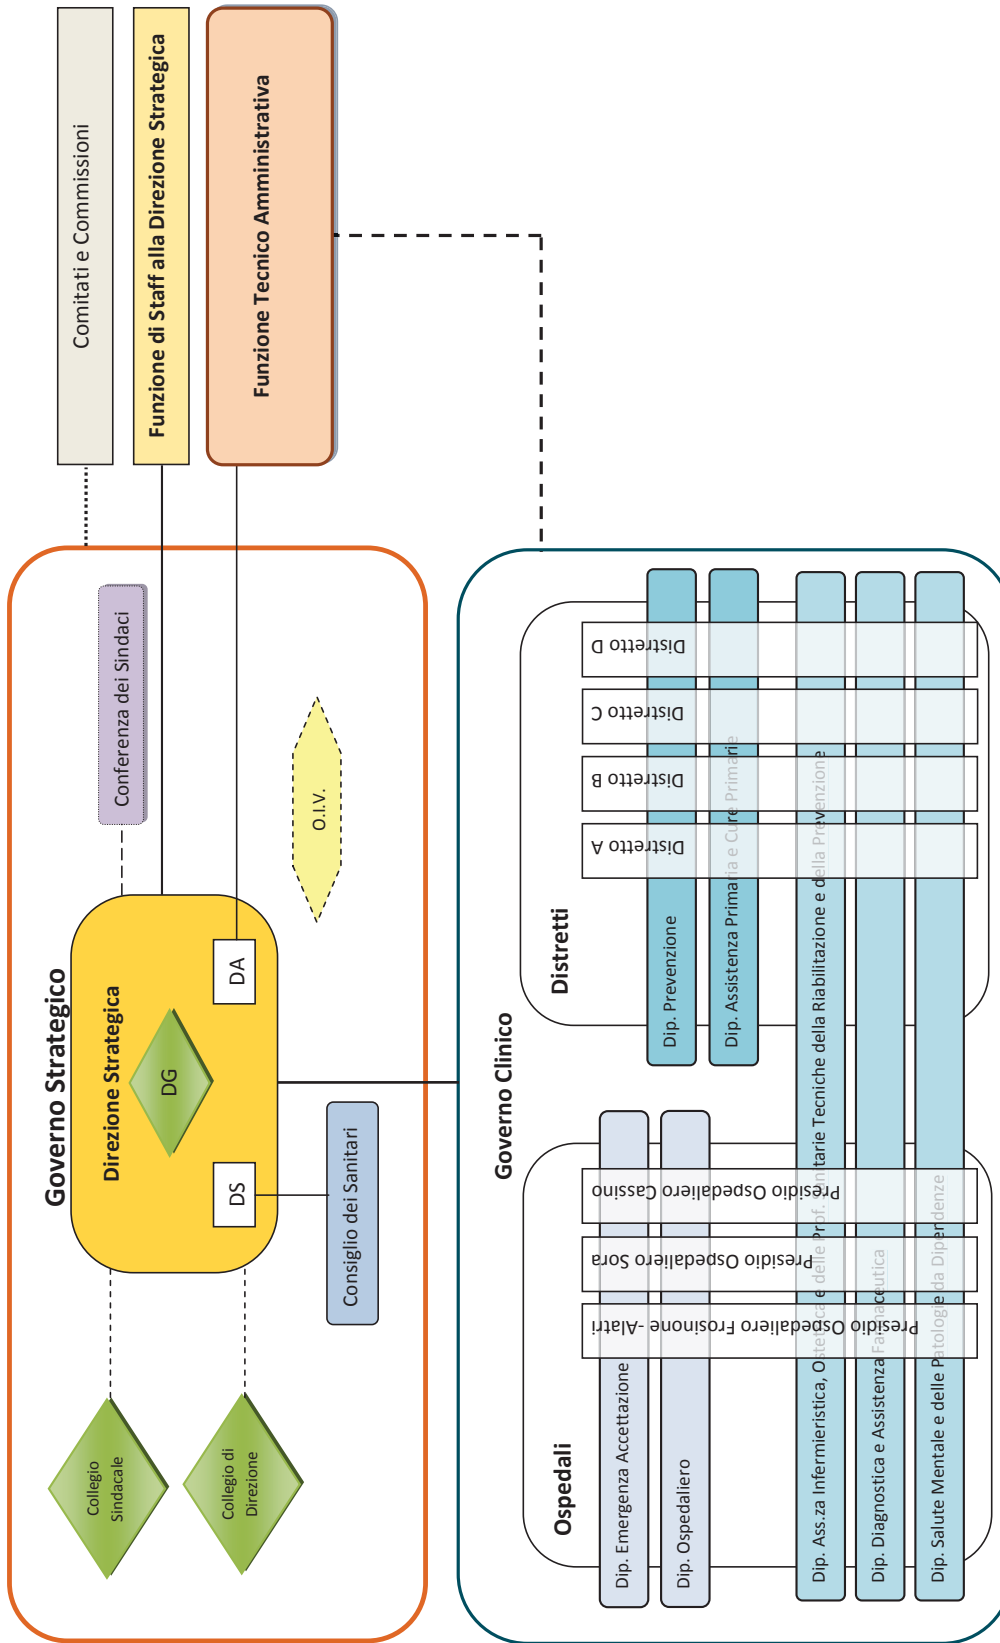 Governo Strategico
Direzione Strategica
DG
DS
DA
Collegio
Sindacale
Collegio di
Direzione
Consiglio dei Sanitari
Conferenza dei Sindaci
O.I.V.
Comitati e Commissioni
Funzione di Staff alla Direzione Strategica
Funzione Tecnico Amministrativa
Governo Clinico
Ospedali
Dip. Emergenza Accettazione
Dip. Ospedaliero
Distretti
Dip. Prevenzione
Dip. Assistenza Primaria e Cure Primarie
Dip. Ass.za Infermieristica, Ostetrica e delle Prof. Sanitarie Tecniche della Riabilitazione e della Prevenzione
Dip. Diagnostica e Assistenza Farmaceutica
Dip. Salute Mentale e delle Patologie da Dipendenze
Presidio Ospedaliero Frosinone -Alatri
Presidio Ospedaliero Sora
Presidio Ospedaliero Cassino
Distretto A
Distretto B
Distretto C
Distretto D